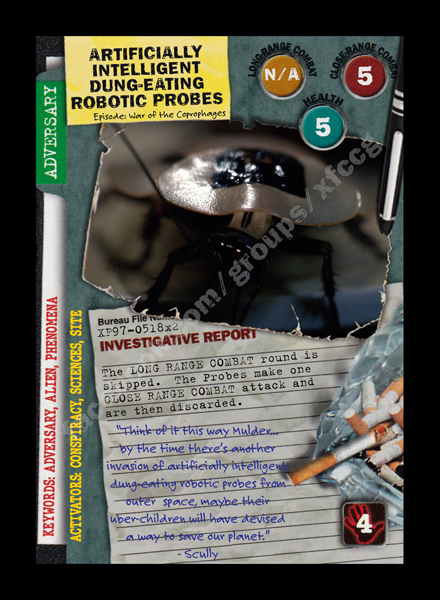 ARTIFICIALLY
INTELLIGENT
DUNG-EATING
ROBOTIC PROBES
Episode: War of the Coprophages
LONG-RANGE COMBAT
N/A
CLOSE-RANGE COMBAT
5
HEALTH
5
ADVERSARY
KEYWORDS: ADVERSARY, ALIEN, PHENOMENA
ACTIVATORS: CONSPIRACY, SCIENCES, SITE
Bureau File
XF97-0518x2
INVESTIGATIVE REPORT
The LONG RANGE COMBAT round is
skipped. The Probes make one
CLOSE RANGE COMBAT attack and
are then discarded.
"Think of it this way Mulder...
by the time there's another
invasion of artificially intelligent
dung-eating robotic probes from
outer space, maybe their
uber-children will have devised
a way to save our planet."
- Scully
4
.com/groups/xfccg